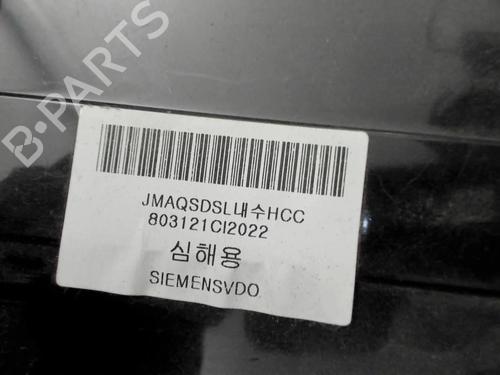 B-PARTS
JMAQSDSL내수HCC
803121CI2022
심해용
SIEMENSVDO